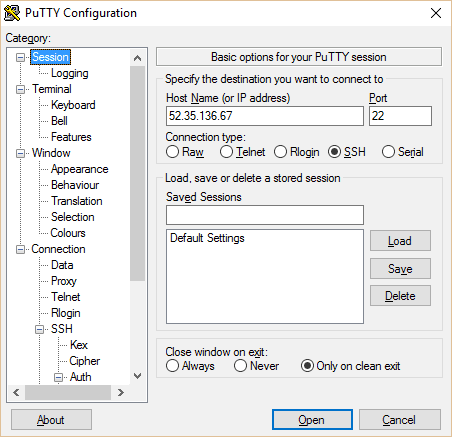 PuTTY Configuration
Category:
Session
Logging
Terminal
Keyboard
Bell
Features
Window
Appearance
Behaviour
Translation
Selection
Colours
Connection
Data
Proxy
Telnet
Rlogin
SSH
Kex
Cipher
Auth
Basic options for your PuTTY session
Specify the destination you want to connect to
Host Name (or IP address) Port
52.35.136.67 22
Connection type:
Raw Telnet Rlogin SSH Serial
Load, save or delete a stored session
Saved Sessions
Default Settings
Load
Save
Delete
Close window on exit:
Always Never Only on clean exit
About Open Cancel